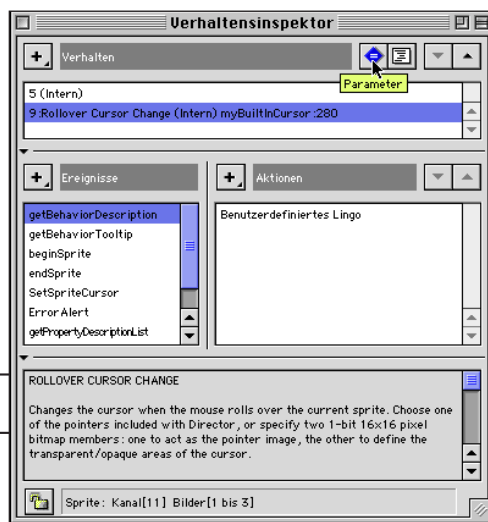 Verhaltensinspektor
Verhalten
Parameter
5 (Intern)
9:Rollover Cursor Change (Intern) myBuiltInCursor :280
Ereignisse
Aktionen
getBehaviorDescription
getBehaviorTooltip
beginSprite
endSprite
SetSpriteCursor
ErrorAlert
getPropertyDescriptionList
Benutzerdefiniertes Lingo
ROLLOVER CURSOR CHANGE
Changes the cursor when the mouse rolls over the current sprite. Choose one
of the pointers included with Director, or specify two 1-bit 16x16 pixel
bitmap members: one to act as the pointer image, the other to define the
transparent/opaque areas of the cursor.
Sprite: Kanal[11] Bilder[1 bis 3]